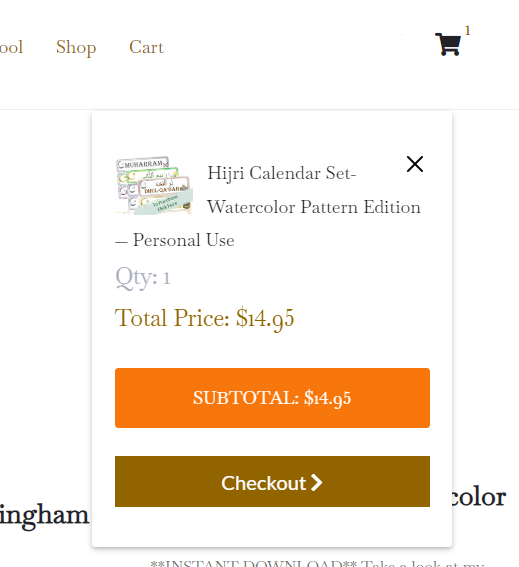 ool Shop Cart
1
MUHARRAM
DHUL-QA'DAH
Hijri Calendar Set-
Watercolor Pattern Edition
— Personal Use
Qty: 1
Total Price: $14.95
SUBTOTAL: $14.95
Checkout
ingham
color
**INSTANT DOWNLOAD** Take a look at my